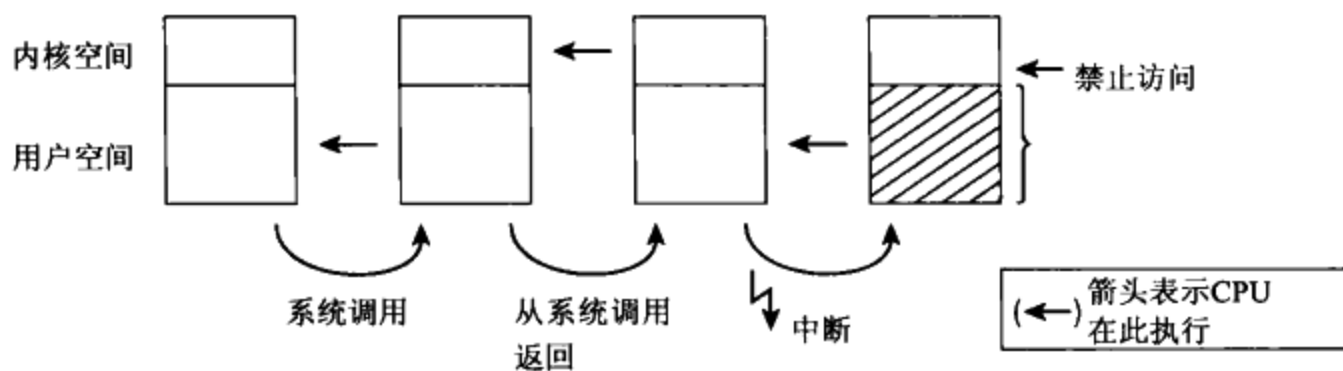 内核空间
禁止访问
用户空间
系统调用
从系统调用
返回
中断
(←) 箭头表示CPU
在此执行